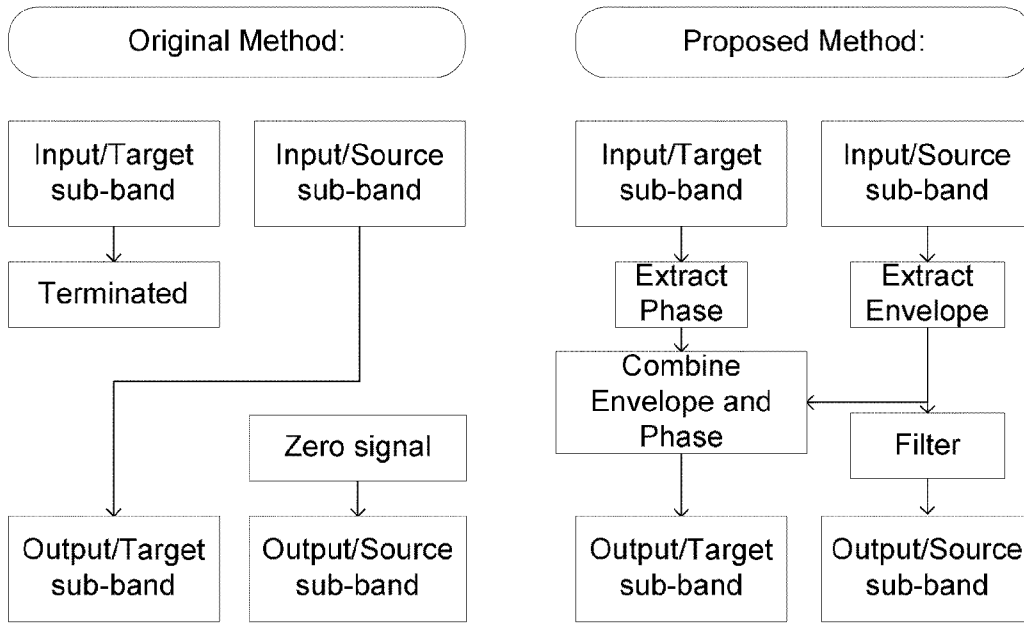 Original Method:
Input/Target
sub-band
Input/Source
sub-band
Terminated
Zero signal
Output/Target
sub-band
Output/Source
sub-band
Proposed Method:
Input/Target
sub-band
Input/Source
sub-band
Extract
Phase
Extract
Envelope
Combine
Envelope and
Phase
Filter
Output/Target
sub-band
Output/Source
sub-band